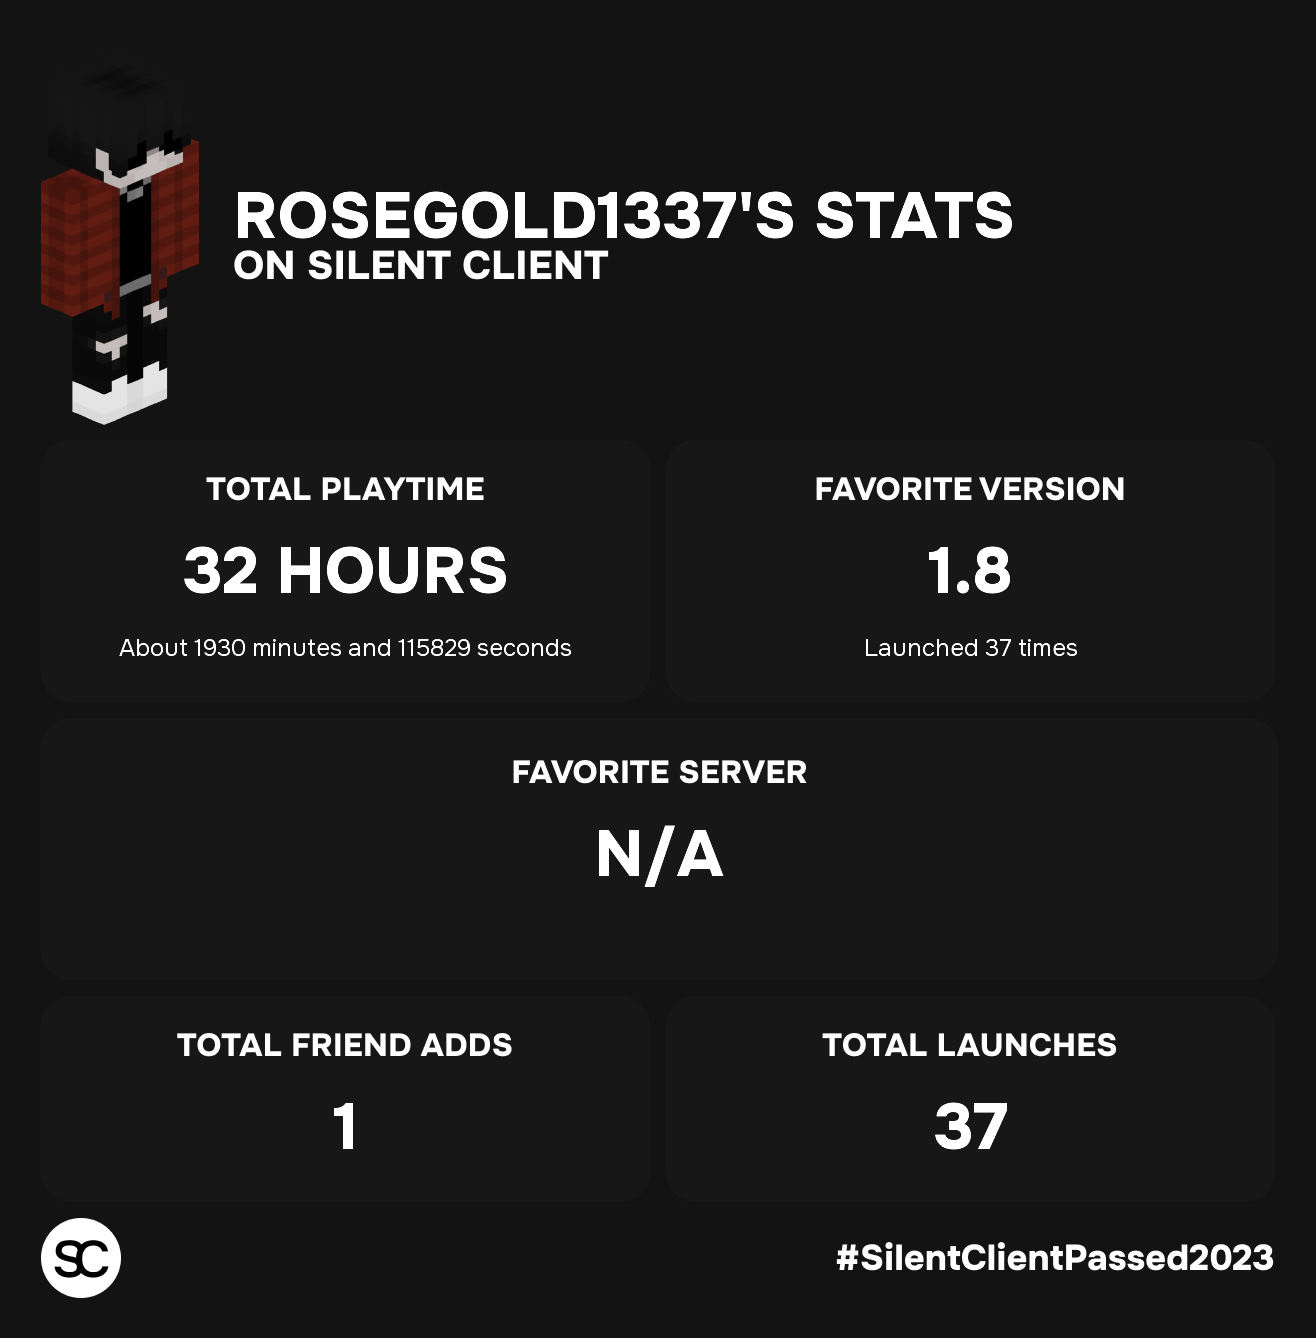 ROSEGOLD1337'S STATS
ON SILENT CLIENT
TOTAL PLAYTIME
32 HOURS
About 1930 minutes and 115829 seconds
FAVORITE VERSION
1.8
Launched 37 times
FAVORITE SERVER
N/A
TOTAL FRIEND ADDS
1
TOTAL LAUNCHES
37
SC
#SilentClientPassed2023